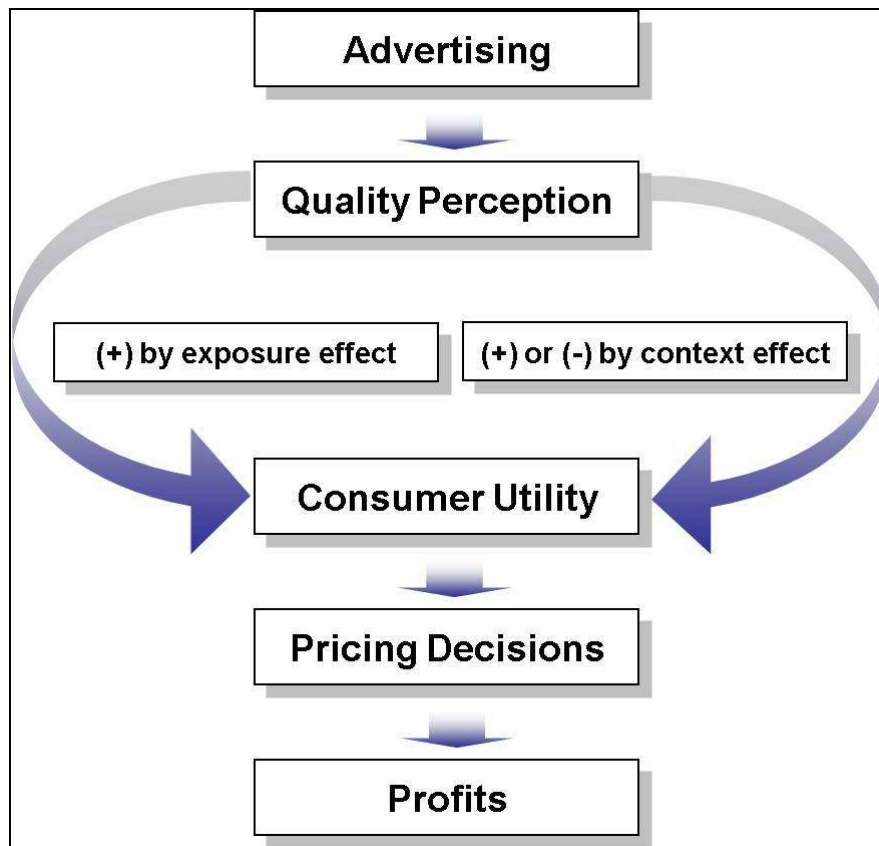 Advertising
Quality Perception
(+) by exposure effect
(+) or (-) by context effect
Consumer Utility
Pricing Decisions
Profits